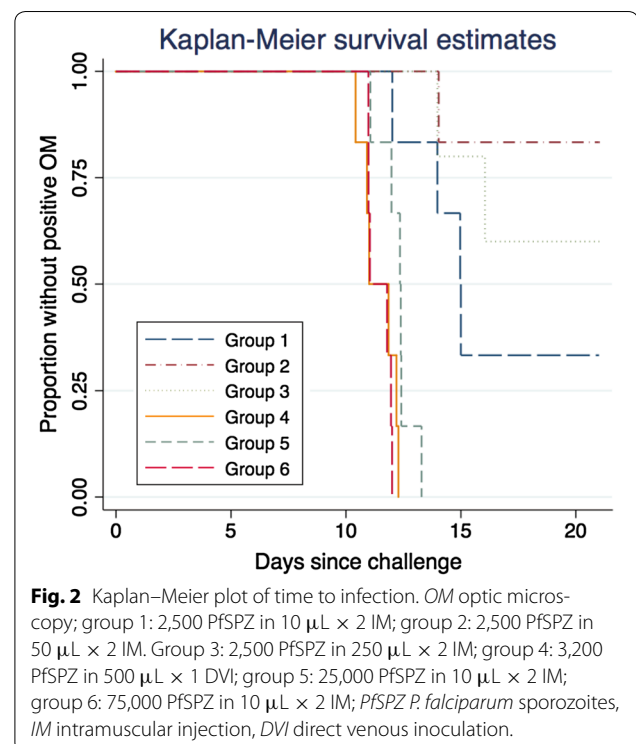 Kaplan-Meier survival estimates
Proportion without positive OM
1.00
0.75
0.50
0.25
0.00
Group 1
Group 2
Group 3
Group 4
Group 5
Group 6
0 5 10 15 20
Days since challenge
Fig. 2 Kaplan–Meier plot of time to infection. OM optic micros-
copy; group 1: 2,500 PfSPZ in 10 μL × 2 IM; group 2: 2,500 PfSPZ in
50 μL × 2 IM. Group 3: 2,500 PfSPZ in 250 μL × 2 IM; group 4: 3,200
PfSPZ in 500 μL × 1 DVI; group 5: 25,000 PfSPZ in 10 μL × 2 IM;
group 6: 75,000 PfSPZ in 10 μL × 2 IM; PfSPZ P. falciparum sporozoites,
IM intramuscular injection, DVI direct venous inoculation.